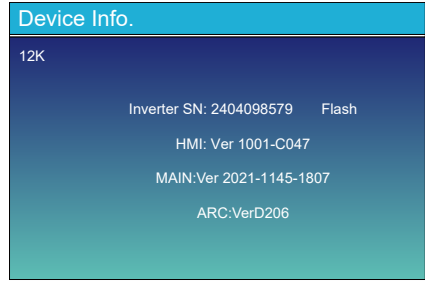 Device Info.
12K
Inverter SN: 2404098579 Flash
HMI: Ver 1001-C047
MAIN:Ver 2021-1145-1807
ARC:VerD206